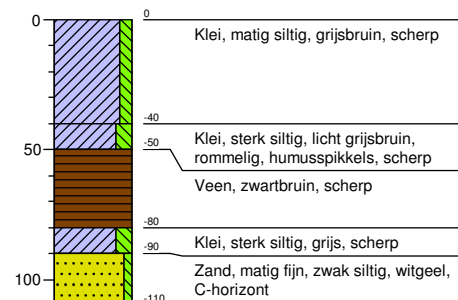 0
0
Klei, matig siltig, grijsbruin, scherp
-40
Klei, sterk siltig, licht grijsbruin,
rommelig, humusspikkels, scherp
50
-50
Veen, zwartbruin, scherp
-80
Klei, sterk siltig, grijs, scherp
-90
Zand, matig fijn, zwak siltig, witgeel,
C-horizont
100
-110